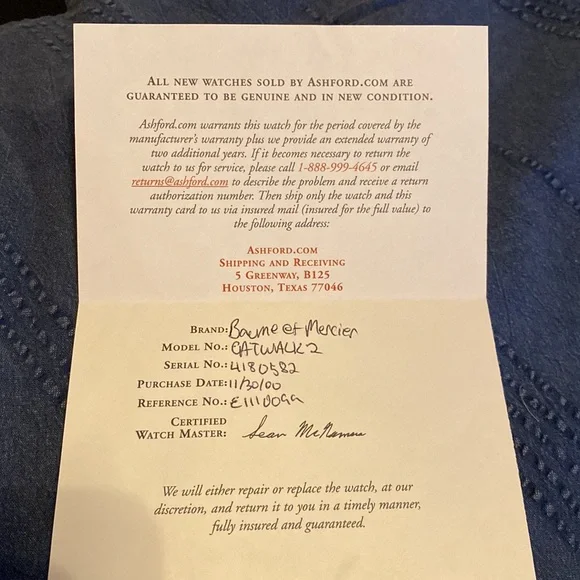 ALL NEW WATCHES SOLD BY ASHFORD.COM ARE
GUARANTEED TO BE GENUINE AND IN NEW CONDITION.
Ashford.com warrants this watch for the period covered by the
manufacturer's warranty plus we provide an extended warranty of
two additional years. If it becomes necessary to return the
watch to us for service, please call 1-888-999-4645 or email
returns@ashford.com to describe the problem and receive a return
authorization number. Then ship only the watch and this
warranty card to us via insured mail (insured for the full value) to
the following address:
ASHFORD.COM
SHIPPING AND RECEIVING
5 GREENWAY, B125
HOUSTON, TEXAS 77046
BRAND: Baume et Mercier
MODEL NO.: CATWALK 2
SERIAL NO.: 4180582
PURCHASE DATE: 11/30/00
REFERENCE NO.:
CERTIFIED
WATCH MASTER: Sean McNamara
We will either repair or replace the watch, at our
discretion, and return it to you in a timely manner,
fully insured and guaranteed.